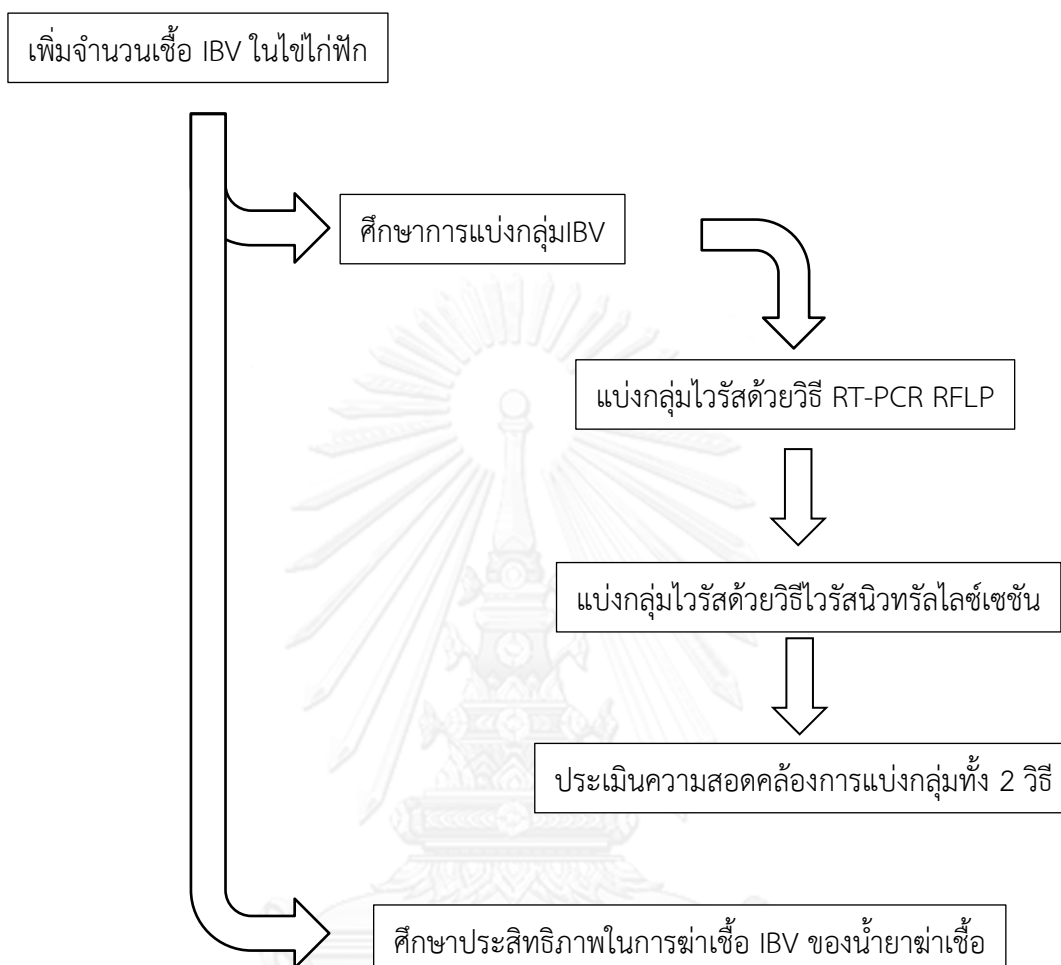 เพิ่มจำนวนเชื้อ IBV ในไข่ไก่ฟัก
ศึกษาการแบ่งกลุ่มIBV
แบ่งกลุ่มไวรัสด้วยวิธี RT-PCR RFLP
แบ่งกลุ่มไวรัสด้วยวิธีไวรัสนิวทรัลไลซ์เซชัน
ประเมินความสอดคล้องการแบ่งกลุ่มทั้ง 2 วิธี
ศึกษาประสิทธิภาพในการฆ่าเชื้อ IBV ของน้ำยาฆ่าเชื้อ